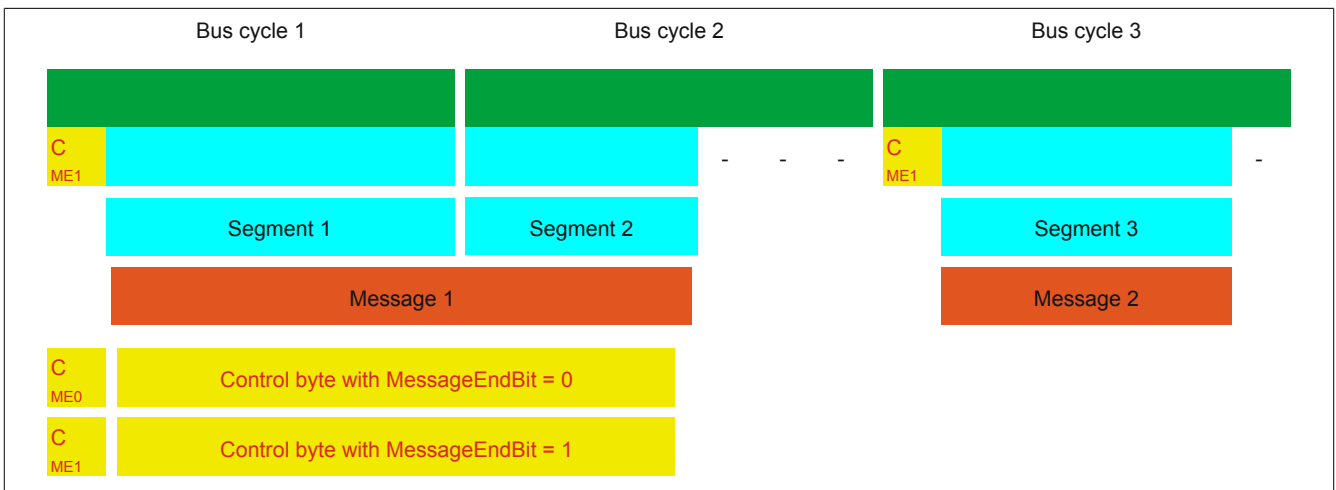 Bus cycle 1 Bus cycle 2 Bus cycle 3
C - - - C -
ME1 ME1
Segment 1 Segment 2 Segment 3
Message 1 Message 2
C
ME0
Control byte with MessageEndBit = 0
C
ME1
Control byte with MessageEndBit = 1